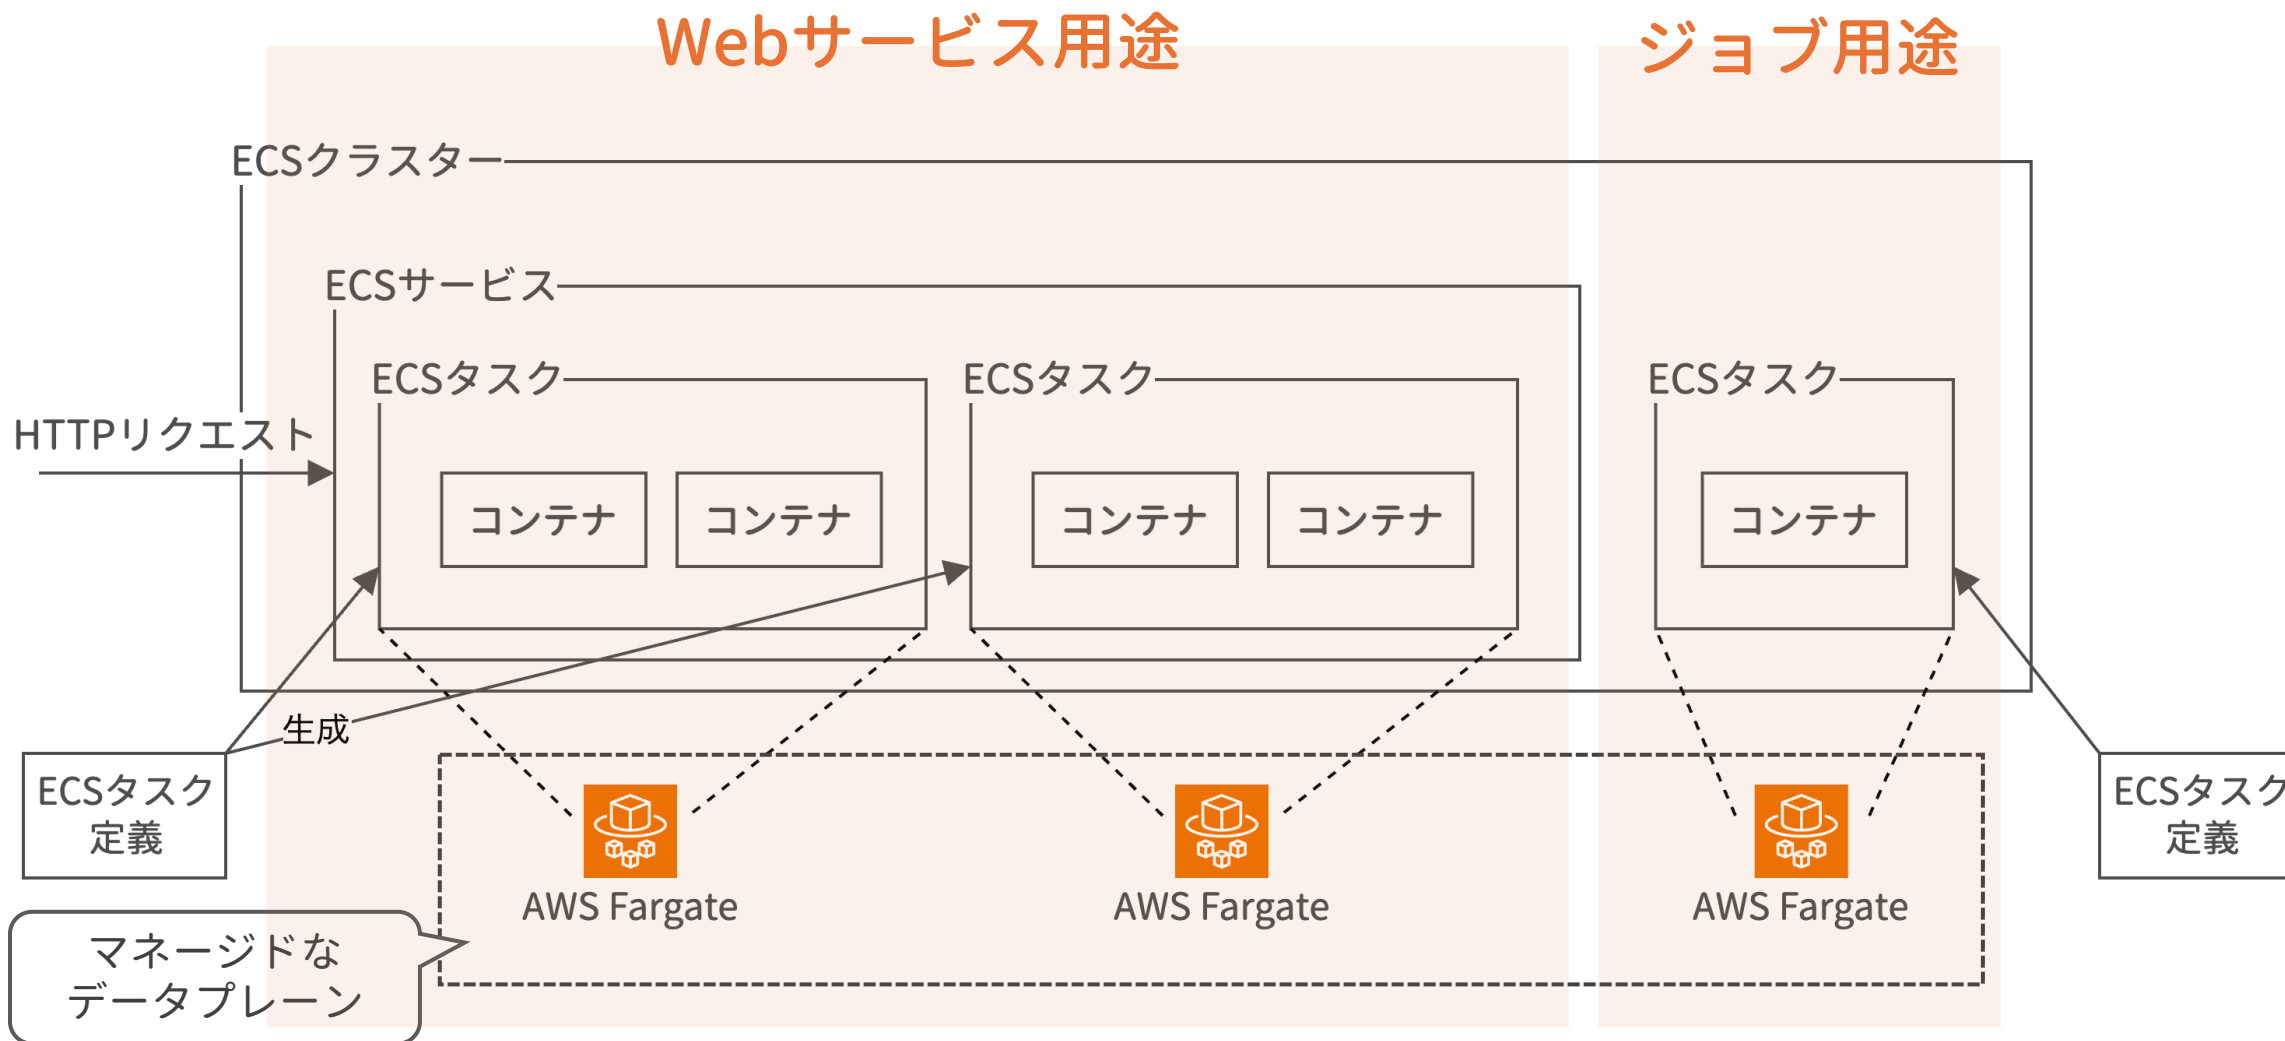 Webサービス用途
ジョブ用途
ECSクラスター
ECSサービス
ECSタスク
ECSタスク
ECSタスク
HTTPリクエスト
コンテナ
コンテナ
コンテナ
コンテナ
コンテナ
生成
ECSタスク
定義
ECSタスク
定義
AWS Fargate
AWS Fargate
AWS Fargate
マネージドな
データプレーン